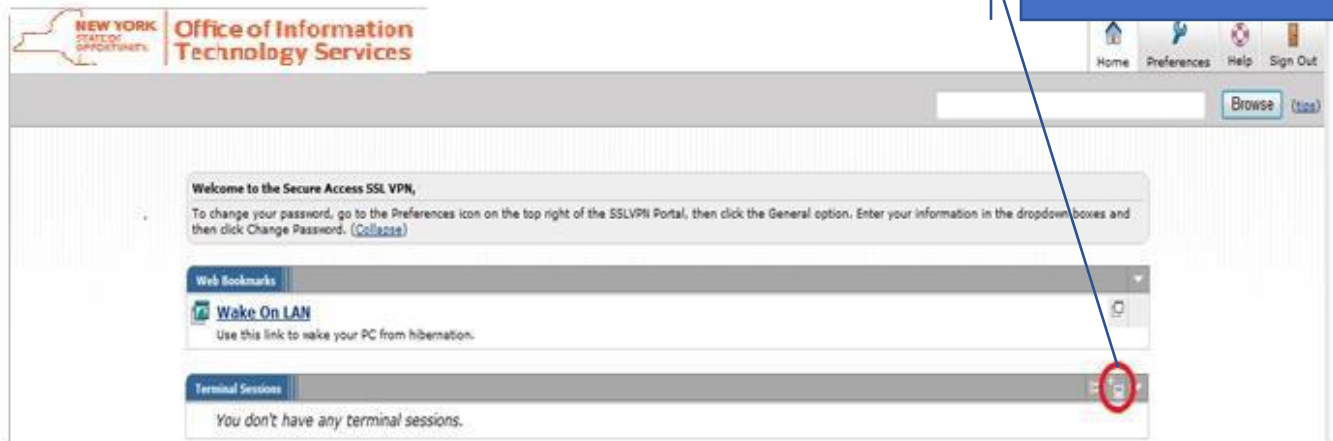 NEW YORK
STATE OF
OPPORTUNITY.
Office of Information
Technology Services
Home Preferences Help Sign Out
Browse (tips)
Welcome to the Secure Access SSL VPN,
To change your password, go to the Preferences icon on the top right of the SSLVPN Portal, then click the General option. Enter your information in the dropdown boxes and
then click Change Password. (Collapse)
Web Bookmarks
Wake On LAN
Use this link to wake your PC from hibernation.
Terminal Sessions
You don't have any terminal sessions.